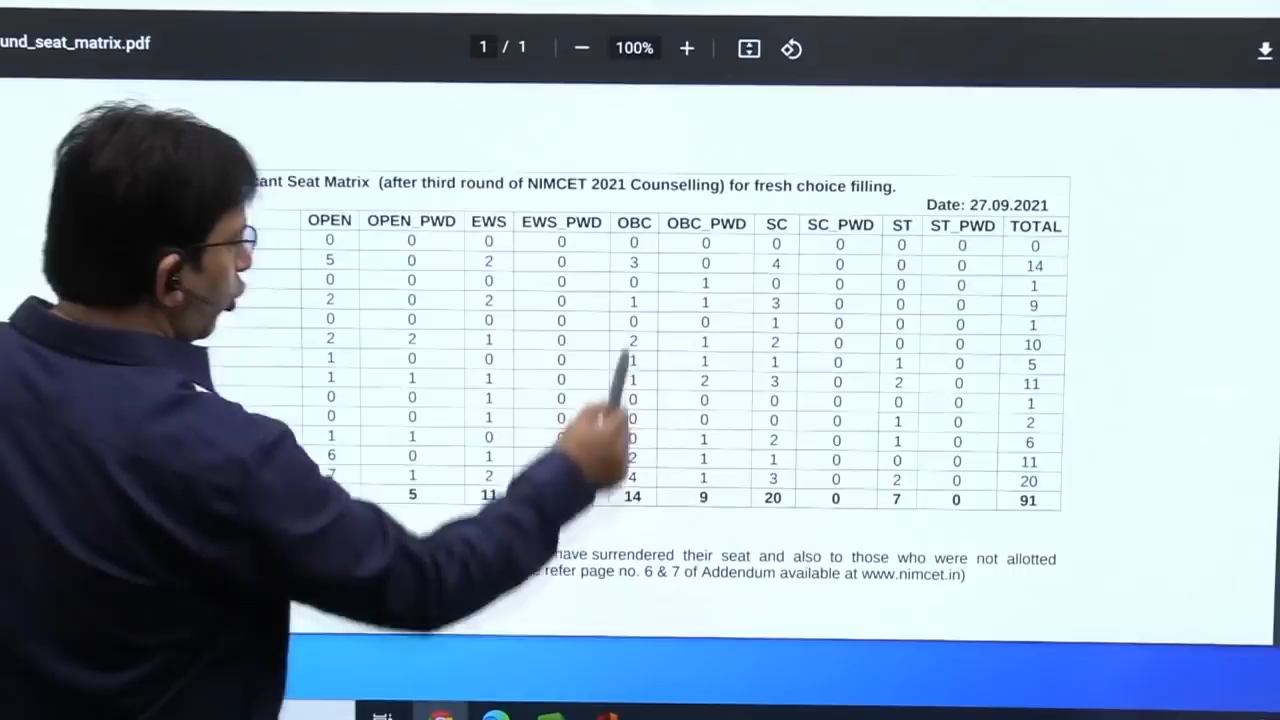 und_seat_matrix.pdf
1 / 1
100%
ant Seat Matrix (after third round of NIMCET 2021 Counselling) for fresh choice filling.
Date: 27.09.2021
OPEN OPEN_PWD EWS EWS_PWD OBC OBC_PWD SC SC_PWD ST ST_PWD TOTAL
0 0 0 0 0 0 0 0 0 0 0
5 0 2 0 3 0 4 0 0 0 14
0 0 0 0 0 1 0 0 0 0 1
2 0 2 0 1 1 3 0 0 0 9
0 0 0 0 0 0 1 0 0 0 1
2 2 1 0 2 1 2 0 0 0 10
1 0 0 0 1 1 1 0 1 0 5
1 1 1 0 1 2 3 0 2 0 11
0 0 1 0 0 0 0 0 0 0 1
0 0 1 0 0 0 0 0 1 0 2
1 1 0 0 0 1 2 0 1 0 6
6 0 1 2 1 1 0 0 0 11
7 1 2 4 1 3 0 2 0 20
5 11 14 9 20 0 7 0 91
have surrendered their seat and also to those who were not allotted
refer page no. 6 & 7 of Addendum available at www.nimcet.in)